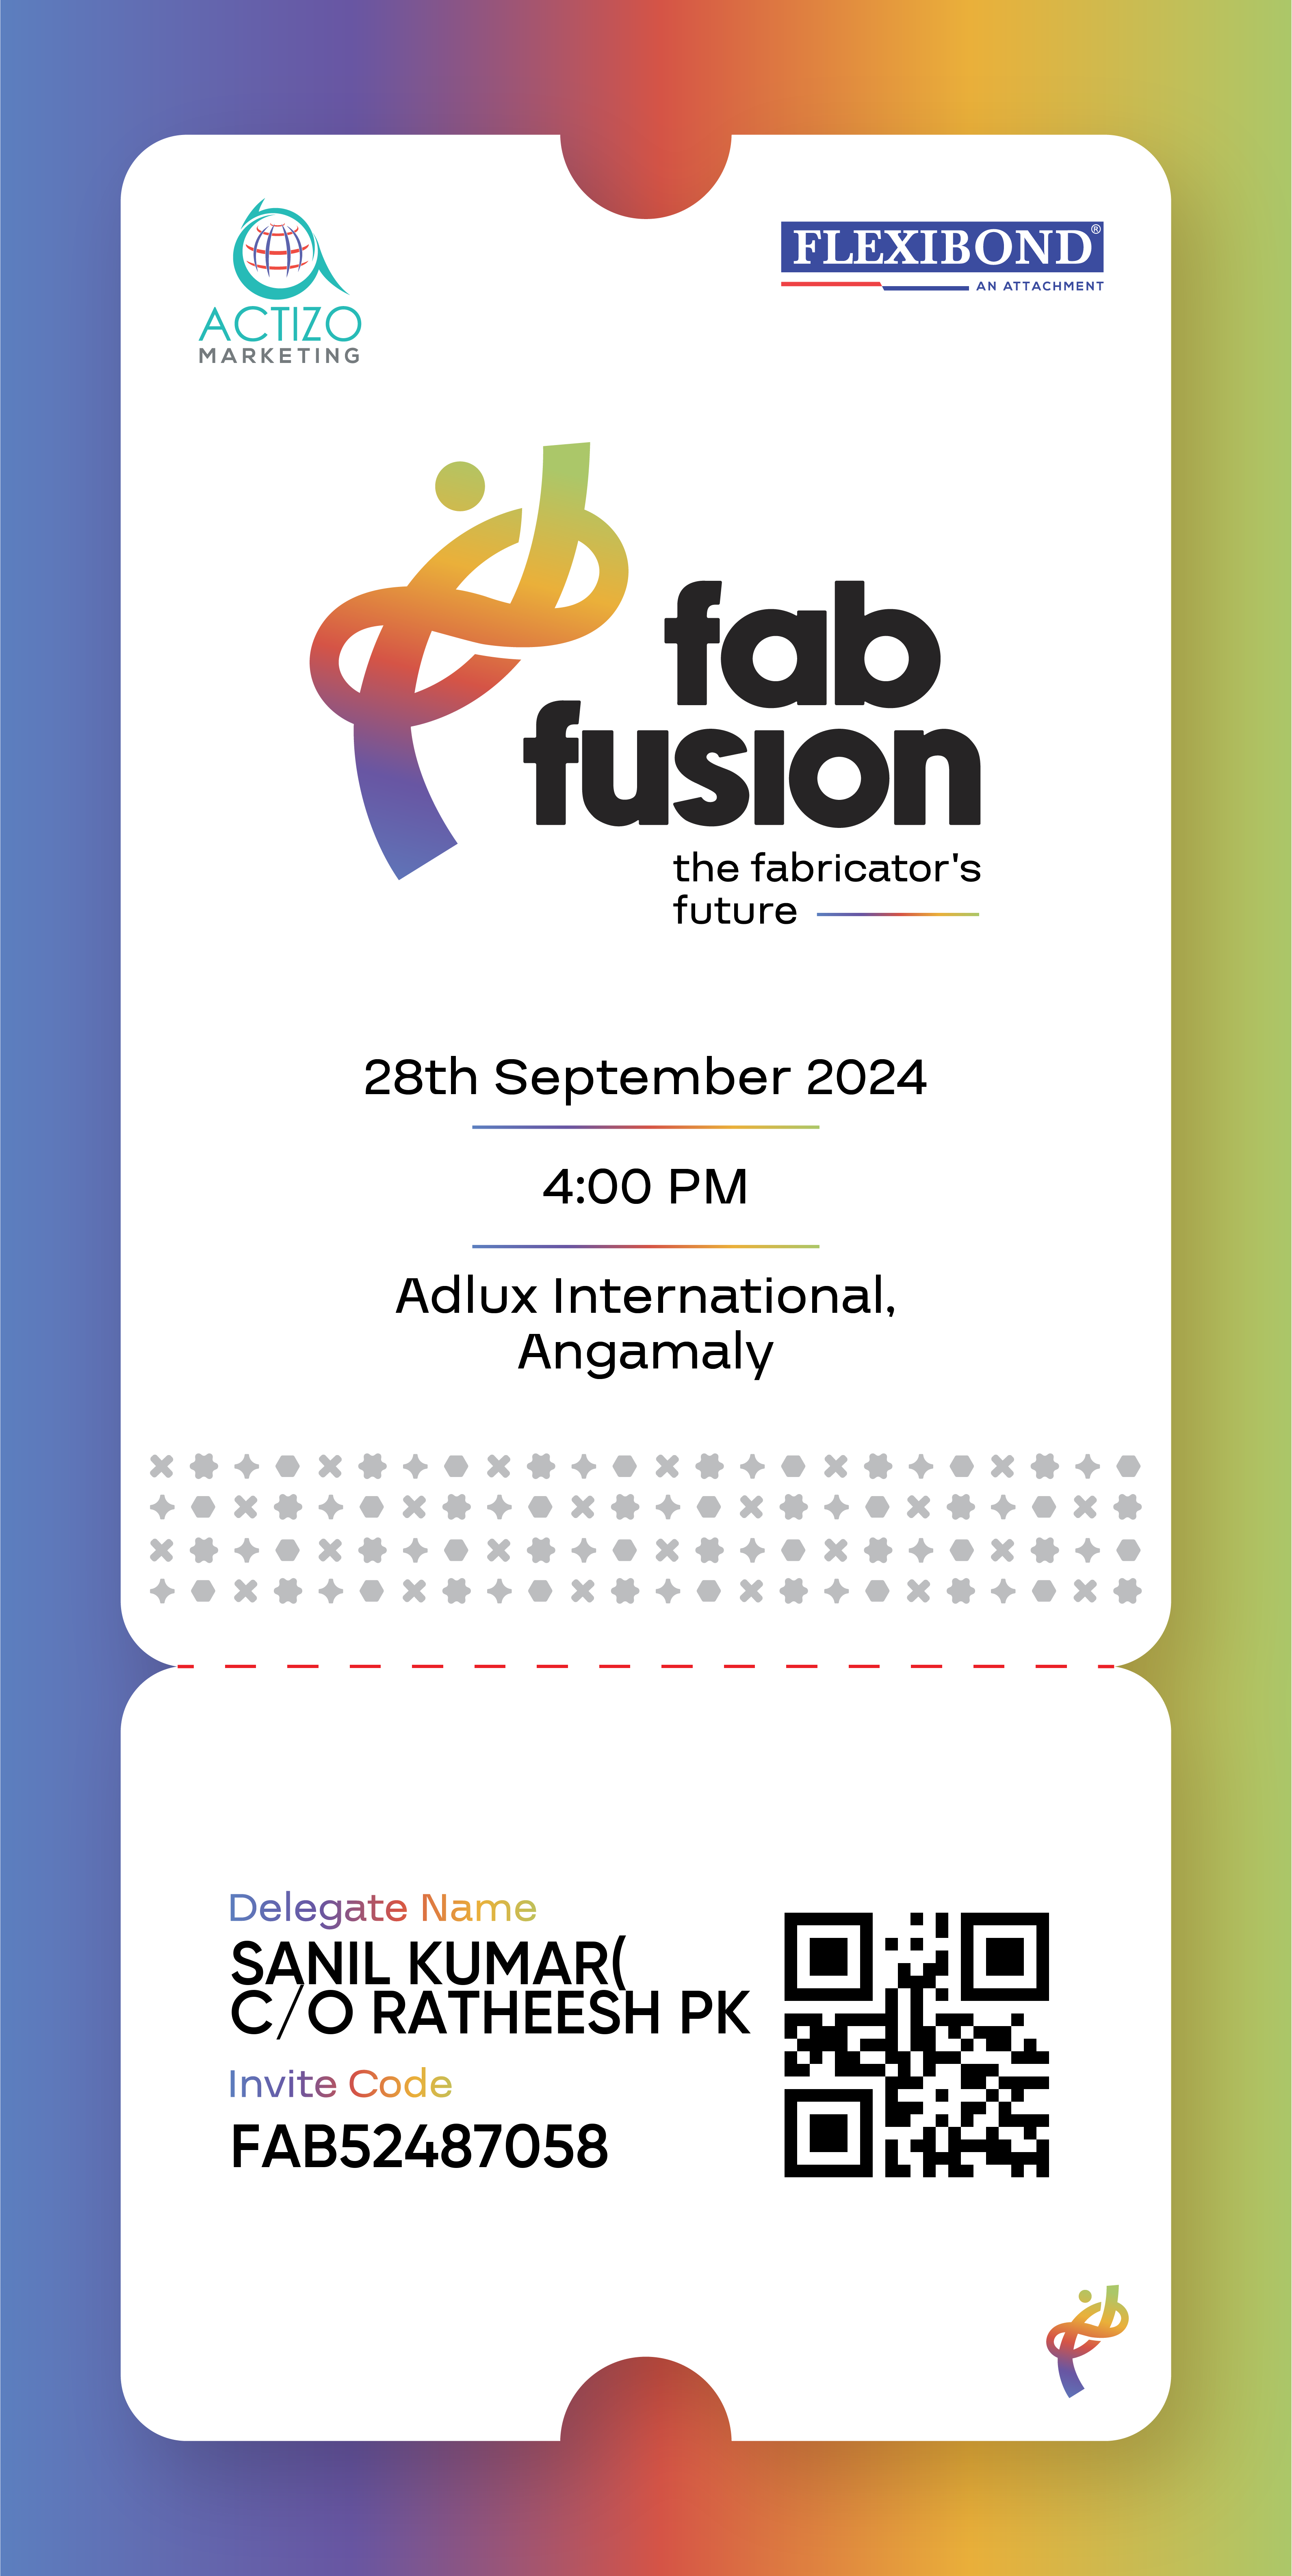 ACTIZO
MARKETING
FLEXIBOND®
AN ATTACHMENT
fab
fusion
the fabricator's
future
28th September 2024
4:00 PM
Adlux International,
Angamaly
Delegate Name
SANIL KUMAR(
C/O RATHEESH PK
Invite Code
FAB52487058